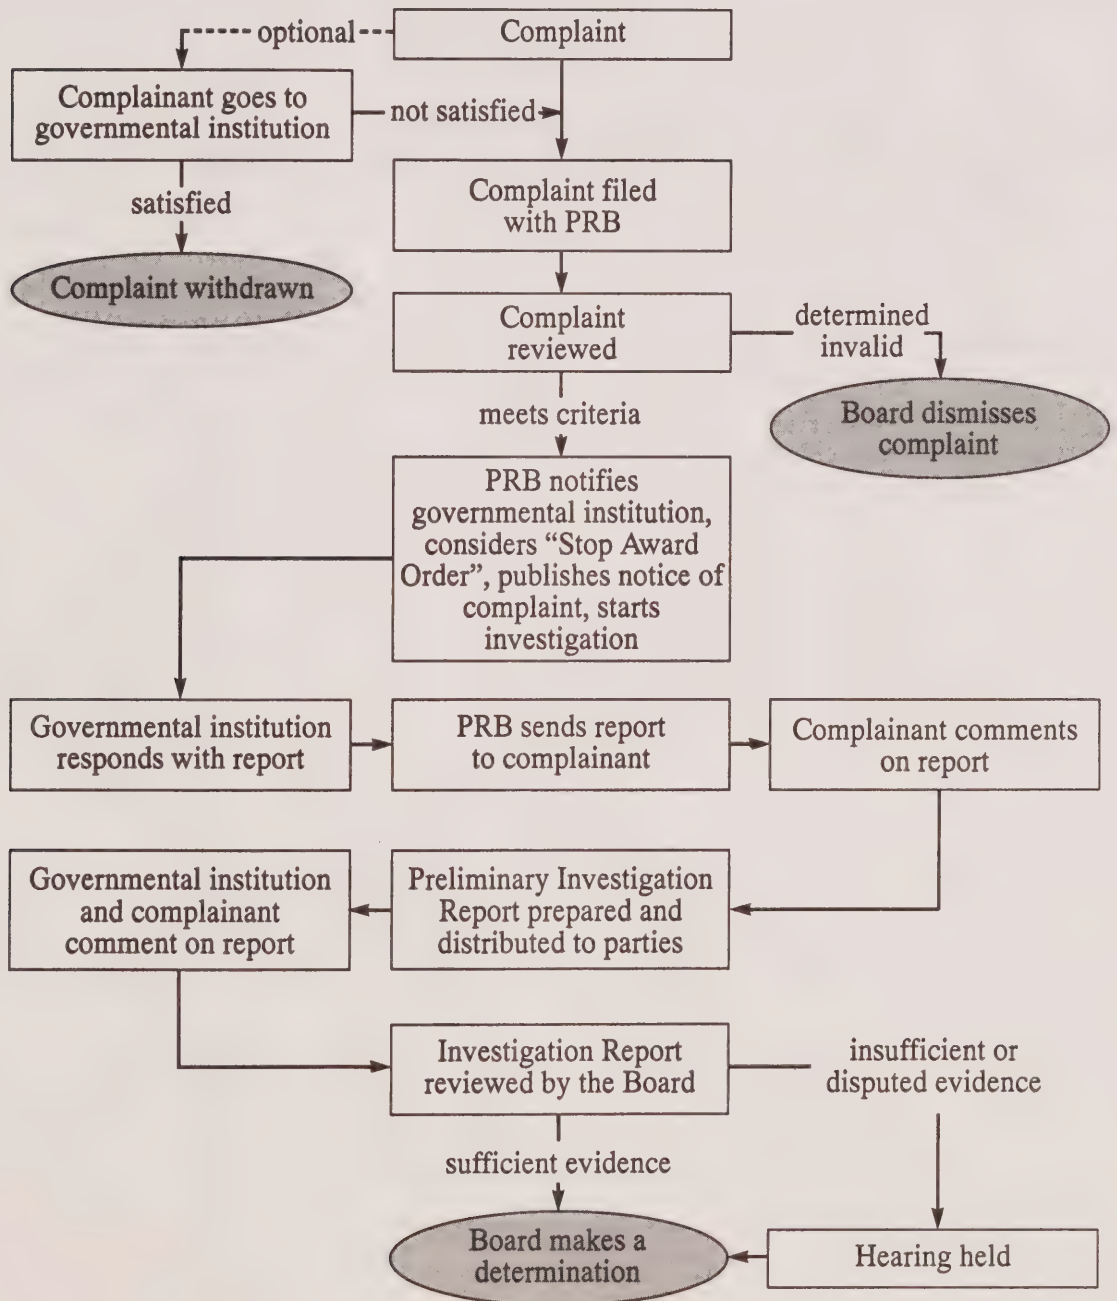 optional
Complaint
Complainant goes to
governmental institution
not satisfied
satisfied
Complaint filed
with PRB
Complaint withdrawn
Complaint
reviewed
determined
invalid
meets criteria
Board dismisses
complaint
PRB notifies
governmental institution,
considers “Stop Award
Order”, publishes notice of
complaint, starts
investigation
Governmental institution
responds with report
PRB sends report
to complainant
Complainant comments
on report
Governmental institution
and complainant
comment on report
Preliminary Investigation
Report prepared and
distributed to parties
Investigation Report
reviewed by the Board
insufficient or
disputed evidence
sufficient evidence
Board makes a
determination
Hearing held